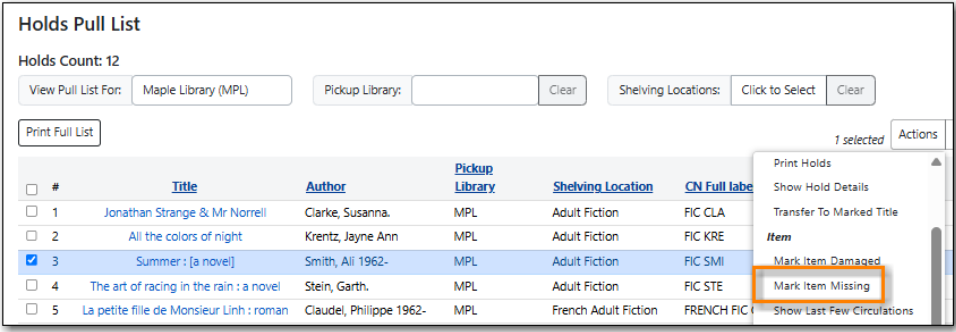 Holds Pull List
Holds Count: 12
View Pull List For: Maple Library (MPL) Pickup Library: Clear Shelving Locations: Click to Select Clear
Print Full List 1 selected Actions
# Title Author Pickup Library Shelving Location CN Full labe
1 Jonathan Strange & Mr Norrell Clarke, Susanna. MPL Adult Fiction FIC CLA
2 All the colors of night Krentz, Jayne Ann MPL Adult Fiction FIC KRE
3 Summer : [a novel] Smith, Ali 1962- MPL Adult Fiction FIC SMI
4 The art of racing in the rain : a novel Stein, Garth. MPL Adult Fiction FIC STE
5 La petite fille de Monsieur Linh : roman Claudel, Philippe 1962- MPL French Adult Fiction FRENCH FIC
Print Holds
Show Hold Details
Transfer To Marked Title
Item
Mark Item Damaged
Mark Item Missing
Show Last Few Circulations